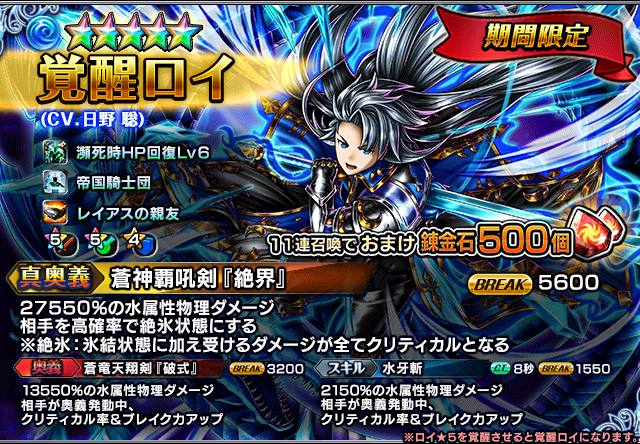 期間限定
覚醒ロイ
(CV.日野 聡)
瀕死時HP回復Lv6
帝国騎士団
レイアスの親友
5 5 4
11連召喚で おまけ 錬金石500個
真奥義 蒼神覇吼剣『絶界』 BREAK 5600
27550%の水属性物理ダメージ
相手を高確率で絶氷状態にする
※絶氷：氷結状態に加え受けるダメージが全てクリティカルとなる
奥義 蒼竜天翔剣『破式』 BREAK 3200
13550%の水属性物理ダメージ
相手が奥義発動中、
クリティカル率&ブレイク力アップ
スキル 水牙斬 CT 8秒 BREAK 1550
2150%の水属性物理ダメージ
相手が奥義発動中、
クリティカル率&ブレイク力アップ
※ロイ★5を覚醒させると覚醒ロイになります。